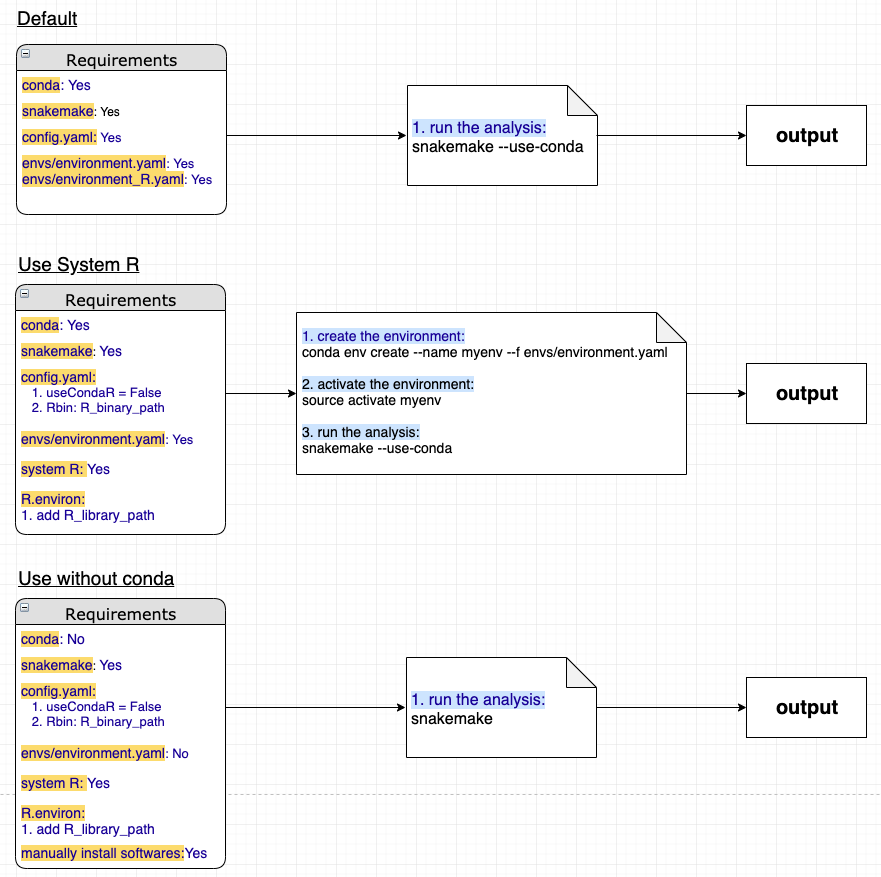 Default
Requirements
conda: Yes
snakemake: Yes
config.yaml: Yes
envs/environment.yaml: Yes
envs/environment_R.yaml: Yes
1. run the analysis:
snakemake --use-conda
output
Use System R
Requirements
conda: Yes
snakemake: Yes
config.yaml:
1. useCondaR = False
2. Rbin: R_binary_path
envs/environment.yaml: Yes
system R: Yes
R.environ:
1. add R_library_path
1. create the environment:
conda env create --name myenv --f envs/environment.yaml
2. activate the environment:
source activate myenv
3. run the analysis:
snakemake --use-conda
output
Use without conda
Requirements
conda: No
snakemake: Yes
config.yaml:
1. useCondaR = False
2. Rbin: R_binary_path
envs/environment.yaml: No
system R: Yes
R.environ:
1. add R_library_path
manually install softwares:Yes
1. run the analysis:
snakemake
output